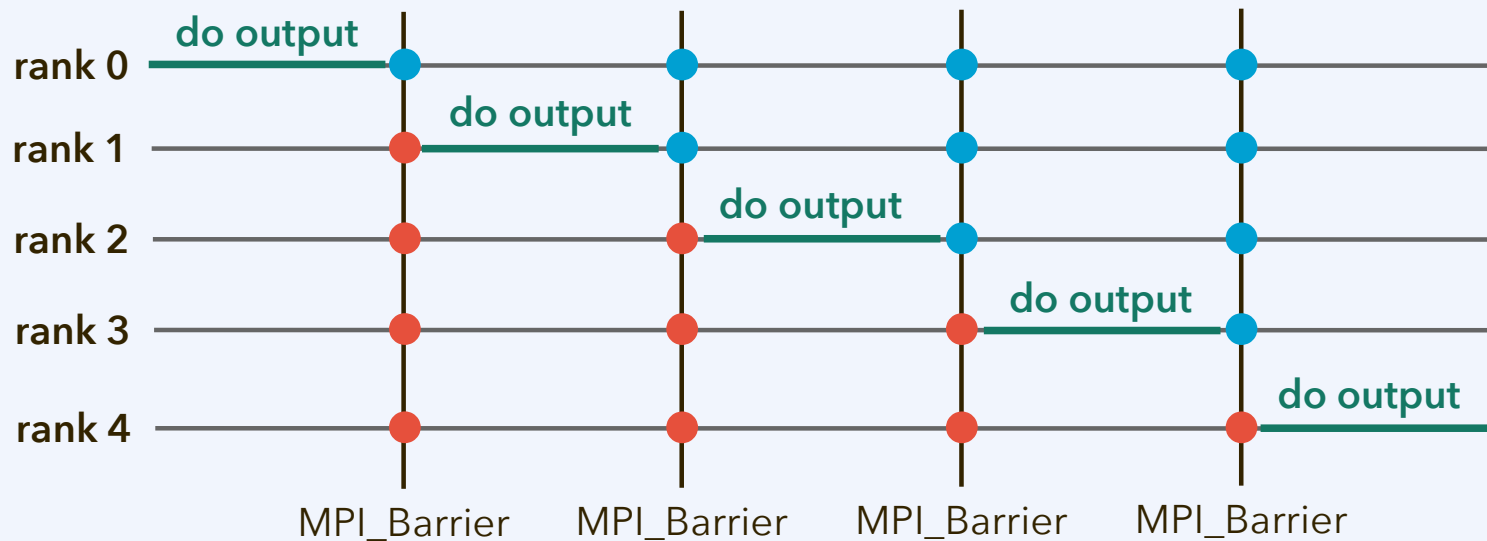 do output
rank 0
do output
rank 1
do output
rank 2
do output
rank 3
do output
rank 4
MPI_Barrier MPI_Barrier MPI_Barrier MPI_Barrier